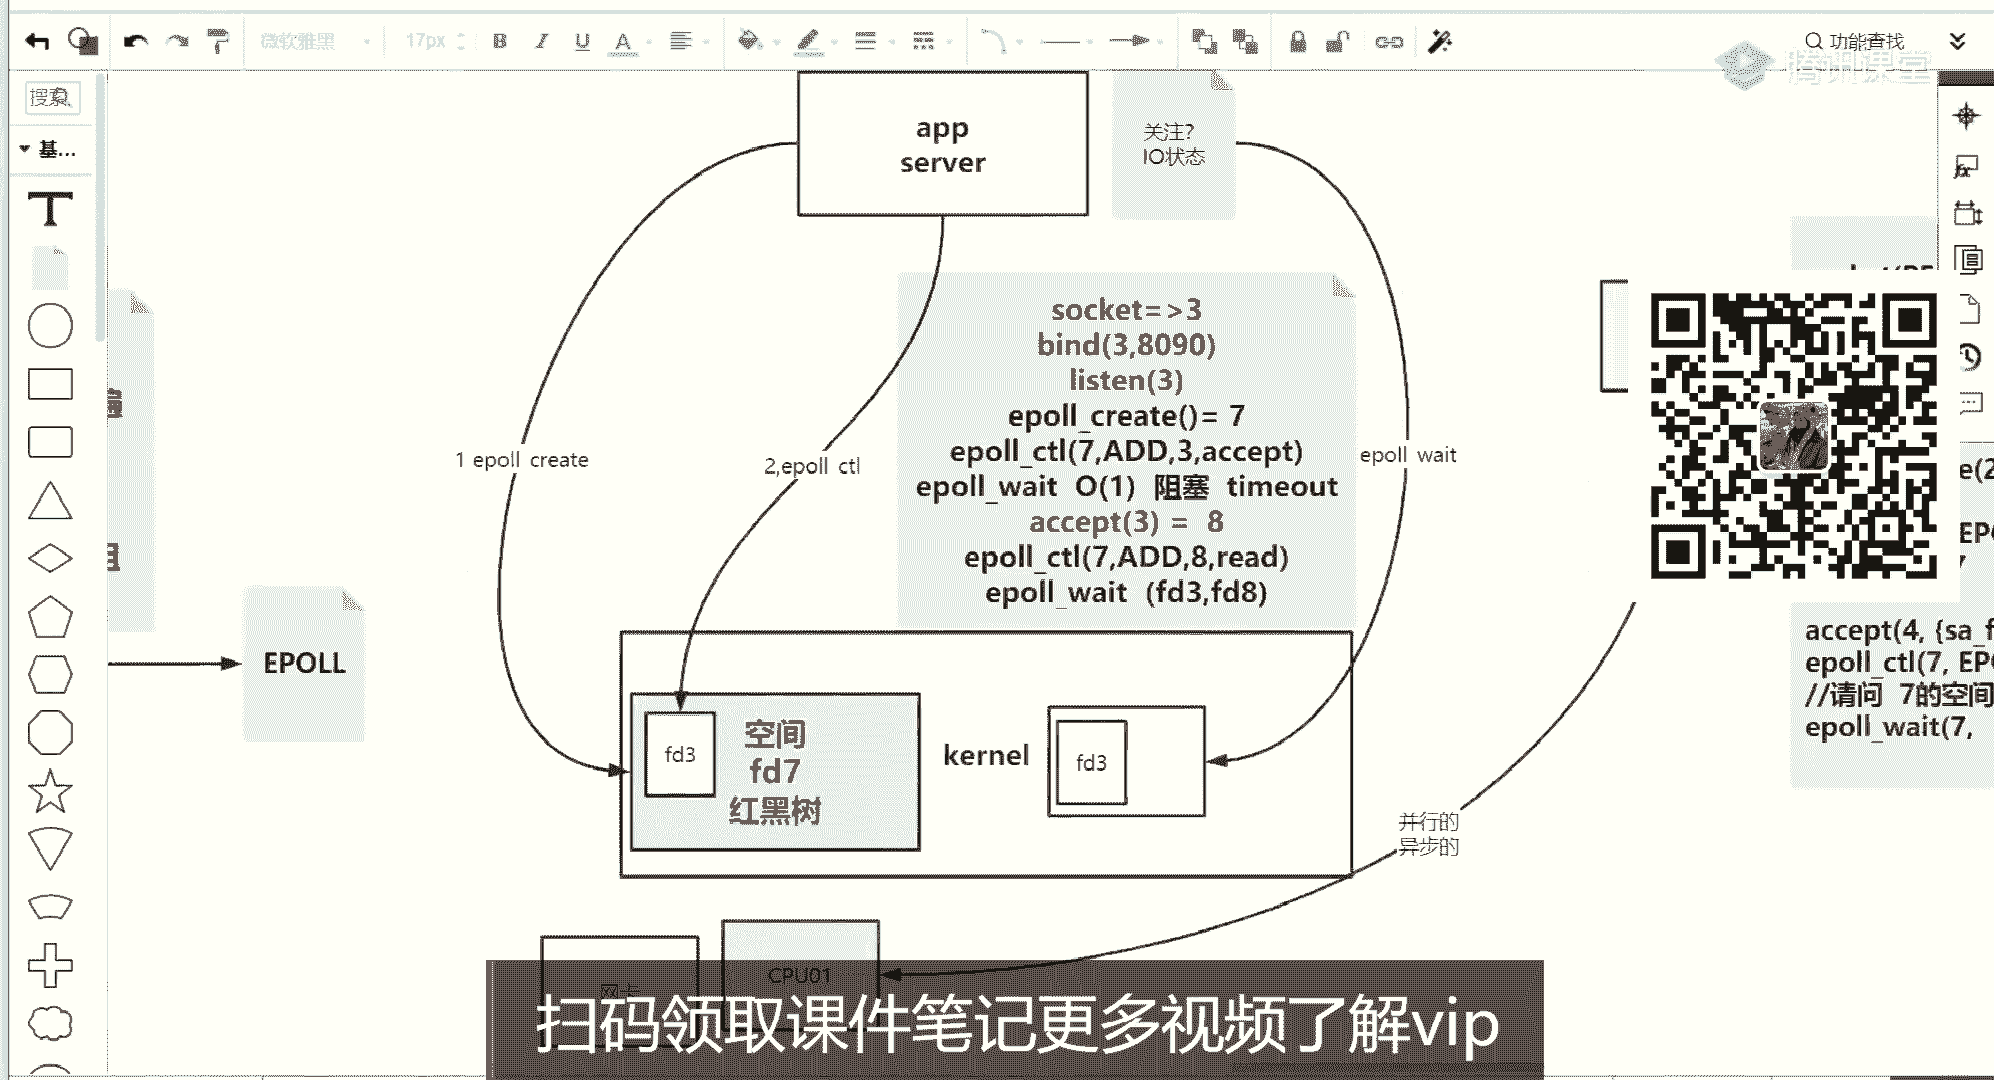 微软雅黑
17px
B
I
U
A
功能查找
腾讯课堂
搜索
基...
T
app
server
关注?
IO状态
socket=>3
bind(3,8090)
listen(3)
epoll_create()= 7
epoll_ctl(7,ADD,3,accept)
epoll_wait O(1) 阻塞 timeout
accept(3) = 8
epoll_ctl(7,ADD,8,read)
epoll_wait (fd3,fd8)
1 epoll create
2,epoll ctl
epoll wait
EPOLL
fd3
空间
fd7
红黑树
kernel
fd3
accept(4, {sa_f
epoll_ctl(7, EP
//请问 7的空间
epoll_wait(7,
并行的
异步的
网卡
CPU01
扫码领取课件笔记更多视频了解vip